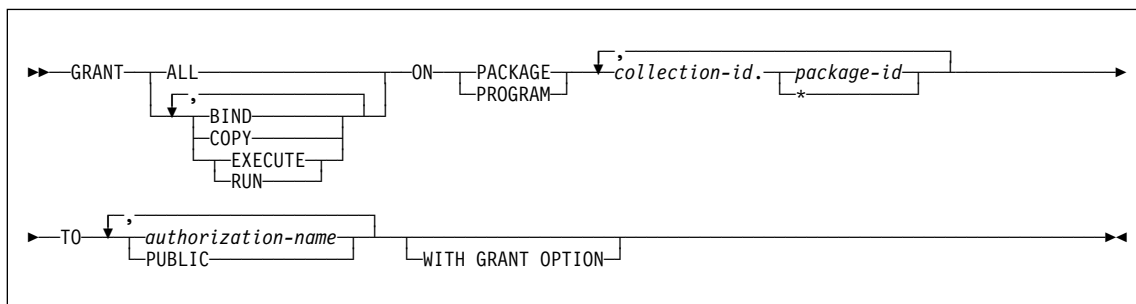 ,
GRANT ALL ON PACKAGE collection-id. package-id
, PROGRAM *
BIND
COPY
EXECUTE
RUN
,
TO authorization-name
PUBLIC WITH GRANT OPTION